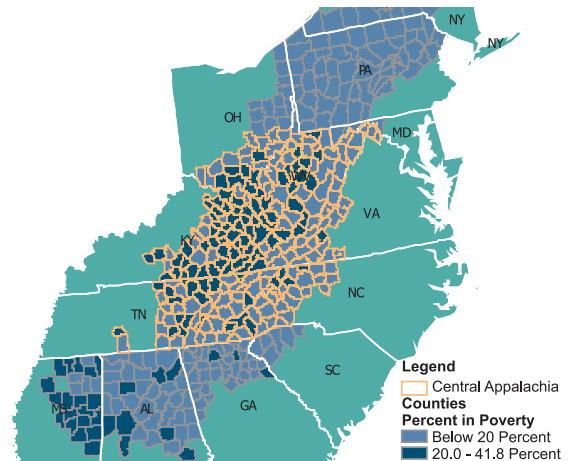 NY
NY
PA
OH
MD
WV
VA
KY
NC
TN
SC
MS
AL
GA
Legend
Central Appalachia
Counties
Percent in Poverty
Below 20 Percent
20.0 - 41.8 Percent